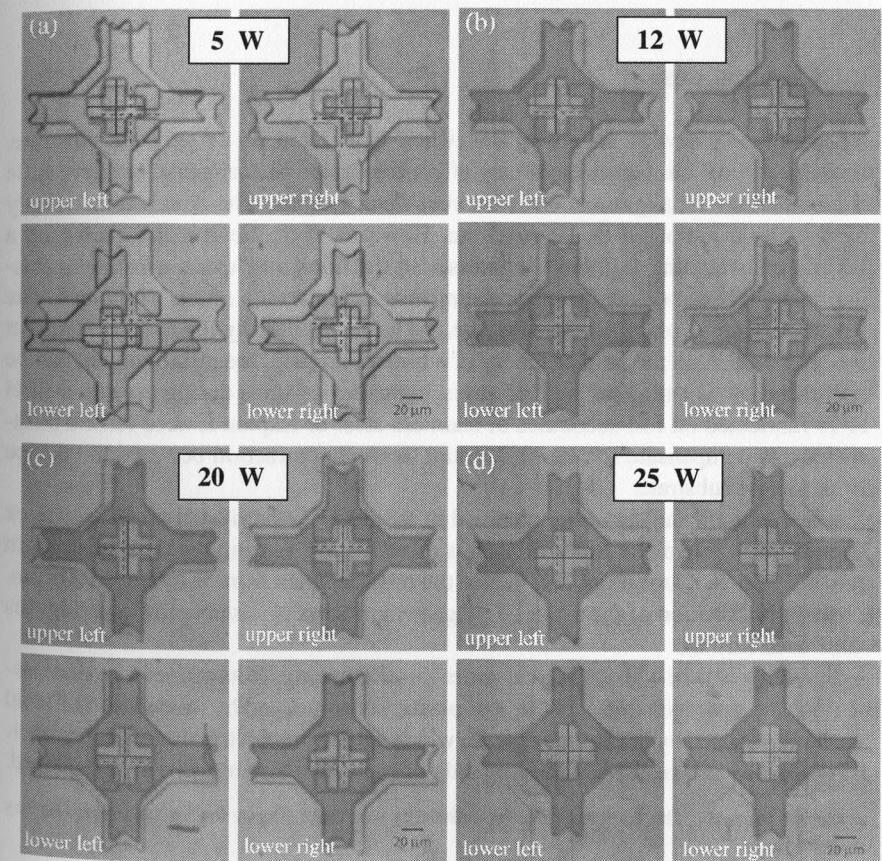 (a) 5 W (b) 12 W
upper left upper right upper left upper right
lower left lower right 20 μm lower left lower right 20 μm
(c) 20 W (d) 25 W
upper left upper right upper left upper right
lower left lower right 20 μm lower left lower right 20 μm